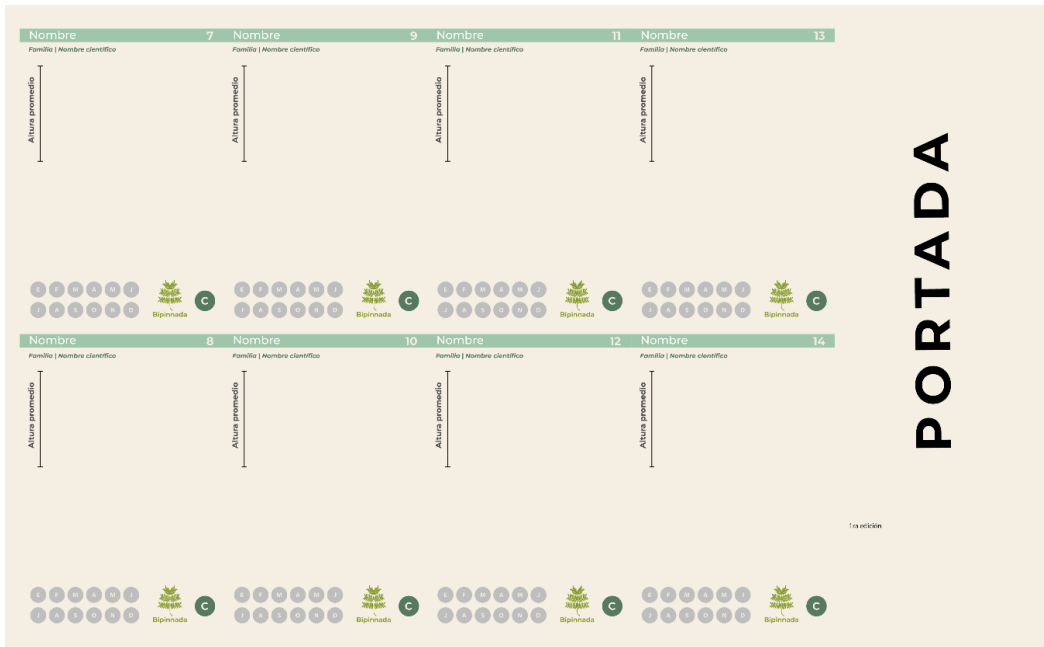 Nombre 7
Familia | Nombre científico
Altura promedio
E F M A M J
J A S O N D
Bipinnada
C
Nombre 9
Familia | Nombre científico
Altura promedio
E F M A M J
J A S O N D
Bipinnada
C
Nombre 11
Familia | Nombre científico
Altura promedio
E F M A M J
J A S O N D
Bipinnada
C
Nombre 13
Familia | Nombre científico
Altura promedio
E F M A M J
J A S O N D
Bipinnada
C
Nombre 8
Familia | Nombre científico
Altura promedio
E F M A M J
J A S O N D
Bipinnada
C
Nombre 10
Familia | Nombre científico
Altura promedio
E F M A M J
J A S O N D
Bipinnada
C
Nombre 12
Familia | Nombre científico
Altura promedio
E F M A M J
J A S O N D
Bipinnada
C
Nombre 14
Familia | Nombre científico
Altura promedio
E F M A M J
J A S O N D
Bipinnada
C
PORTADA
1ra edición